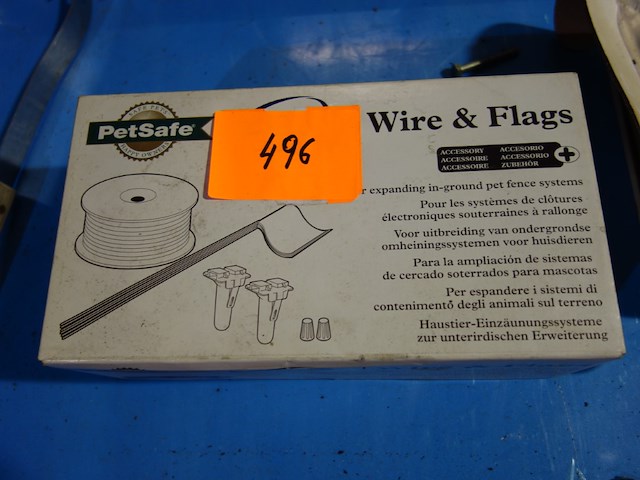 PetSafe
496
Wire & Flags
ACCESSORY ACCESORIO
ACCESSOIRE ACCESSORIO
ACCESSOIRE ZUBEHÖR
expanding in-ground pet fence systems
Pour les systèmes de clôtures
électroniques souterraines à rallonge
Voor uitbreiding van ondergrondse
omheiningssystemen voor huisdieren
Para la ampliación de sistemas
de cercado soterrados para mascotas
Per espandere i sistemi di
contenimento degli animali sul terreno
Haustier-Einzäunungssysteme
zur unterirdischen Erweiterung